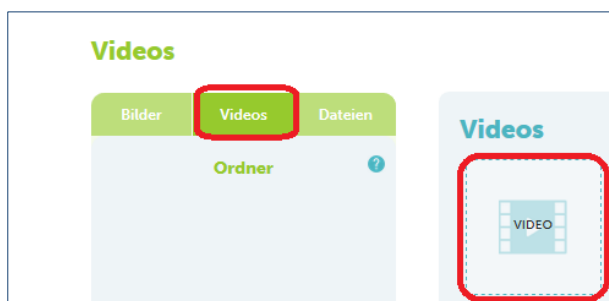 Videos
Bilder Videos Dateien
Ordner ?
Videos
VIDEO